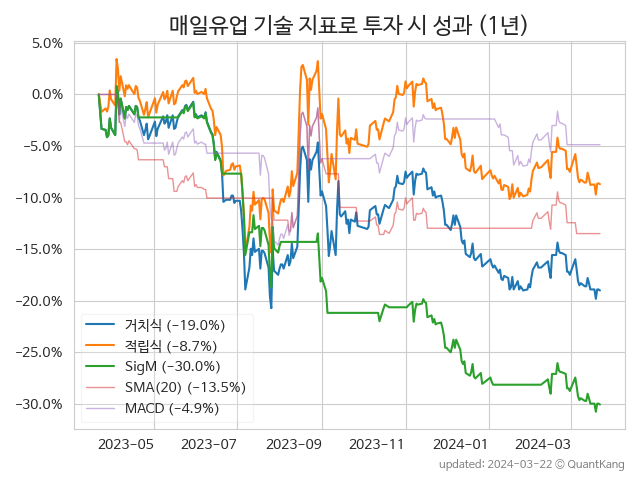 매일유업 기술 지표로 투자 시 성과 (1년)
5.0%
0.0%
−5.0%
−10.0%
−15.0%
−20.0%
−25.0%
−30.0%
거치식 (−19.0%)
적립식 (−8.7%)
SigM (−30.0%)
SMA(20) (−13.5%)
MACD (−4.9%)
2023−05 2023−07 2023−09 2023−11 2024−01 2024−03
updated: 2024−03−22 ⓒ QuantKang